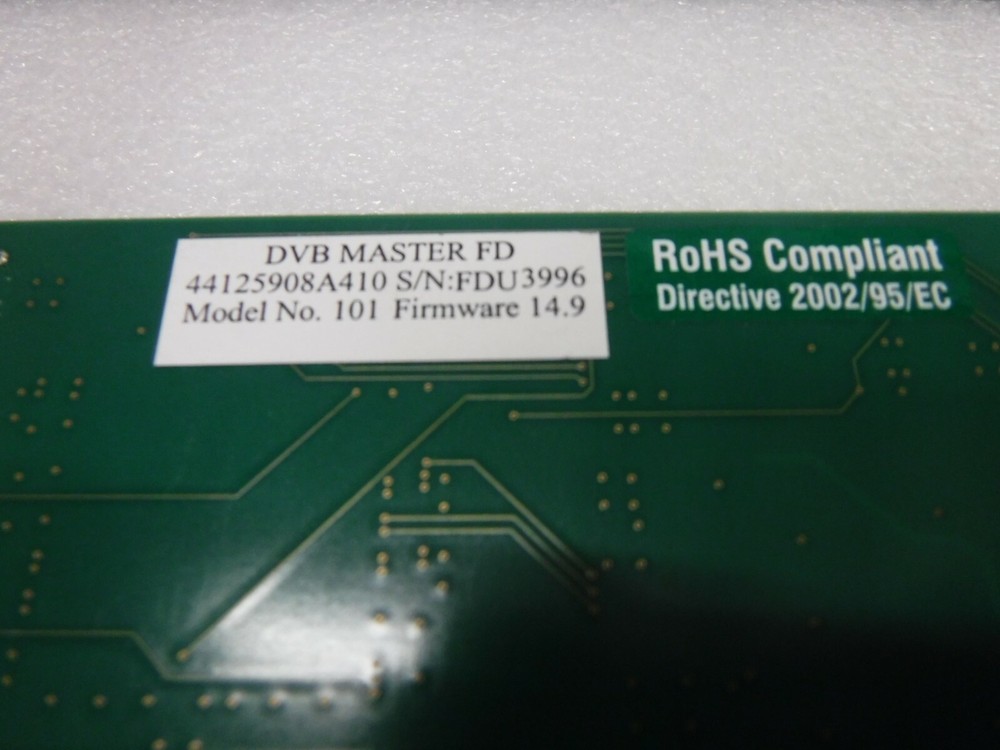 DVB MASTER FD
44125908A410 S/N:FDU3996
Model No. 101 Firmware 14.9
RoHS Compliant
Directive 2002/95/EC